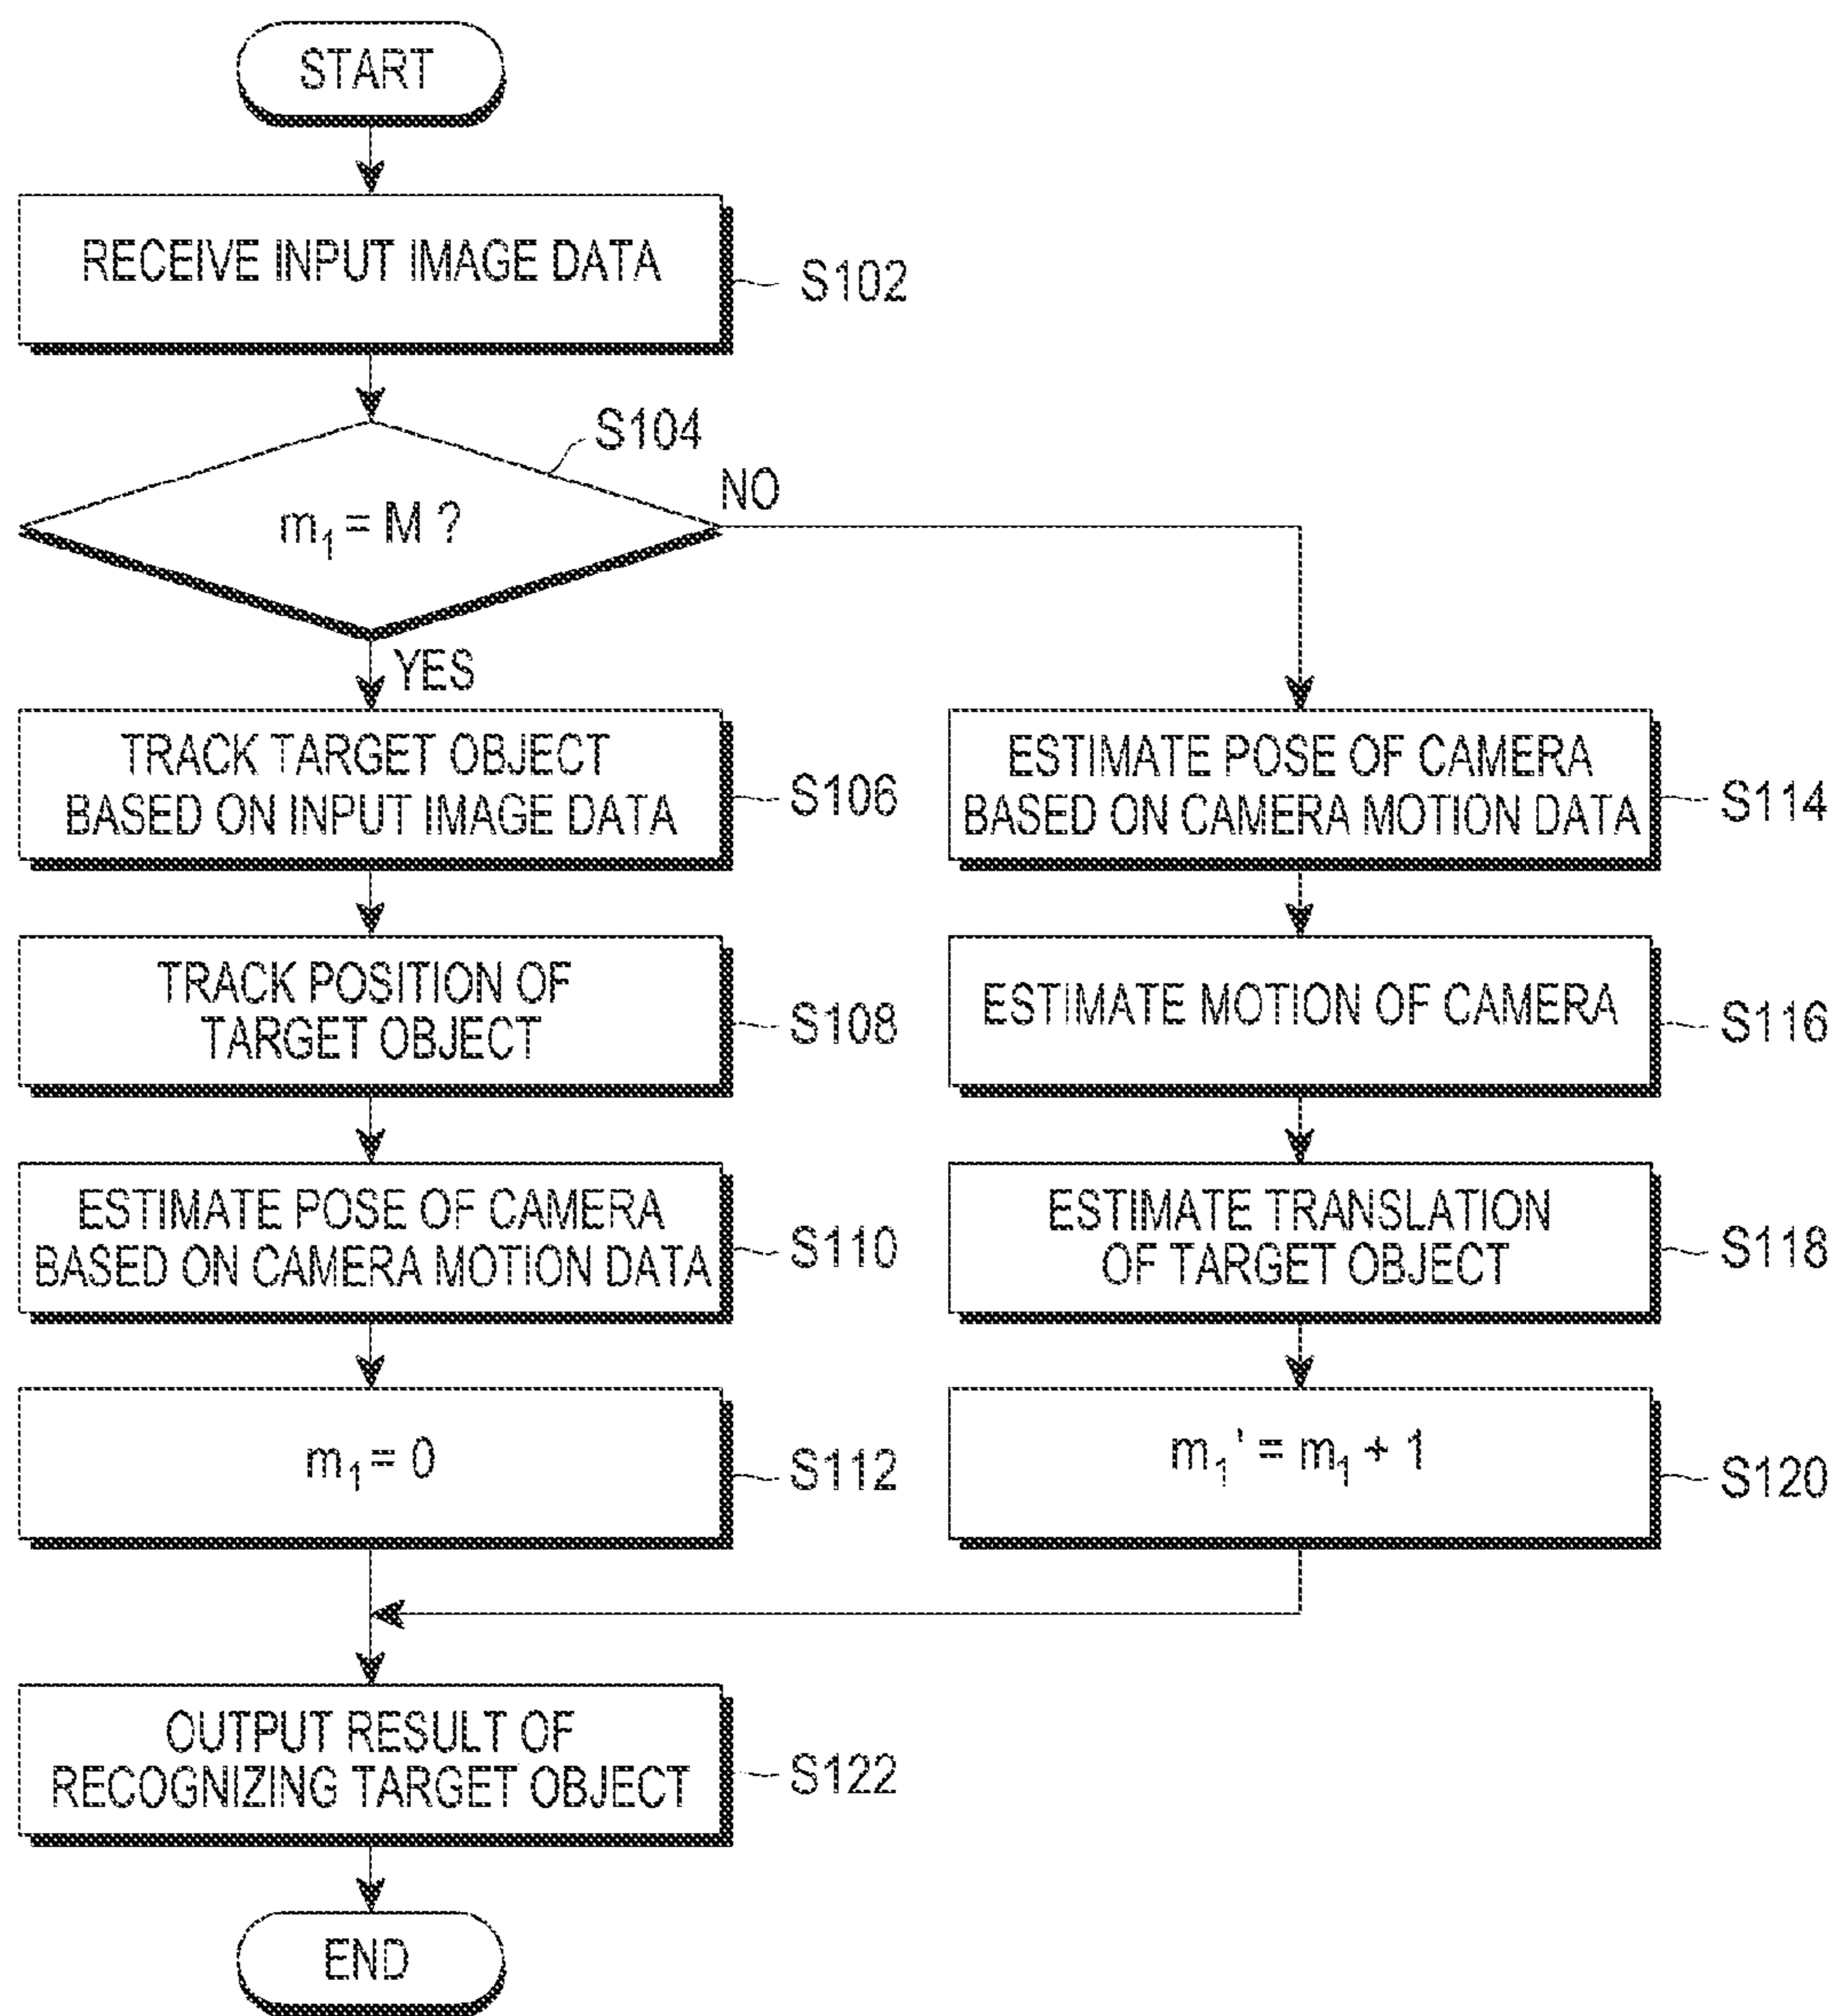 START
RECEIVE INPUT IMAGE DATA
S102
S104
m₁ = M ?
NO
YES
TRACK TARGET OBJECT
BASED ON INPUT IMAGE DATA
S106
TRACK POSITION OF
TARGET OBJECT
S108
ESTIMATE POSE OF CAMERA
BASED ON CAMERA MOTION DATA
S110
m₁ = 0
S112
ESTIMATE POSE OF CAMERA
BASED ON CAMERA MOTION DATA
S114
ESTIMATE MOTION OF CAMERA
S116
ESTIMATE TRANSLATION
OF TARGET OBJECT
S118
m₁' = m₁ + 1
S120
OUTPUT RESULT OF
RECOGNIZING TARGET OBJECT
S122
END